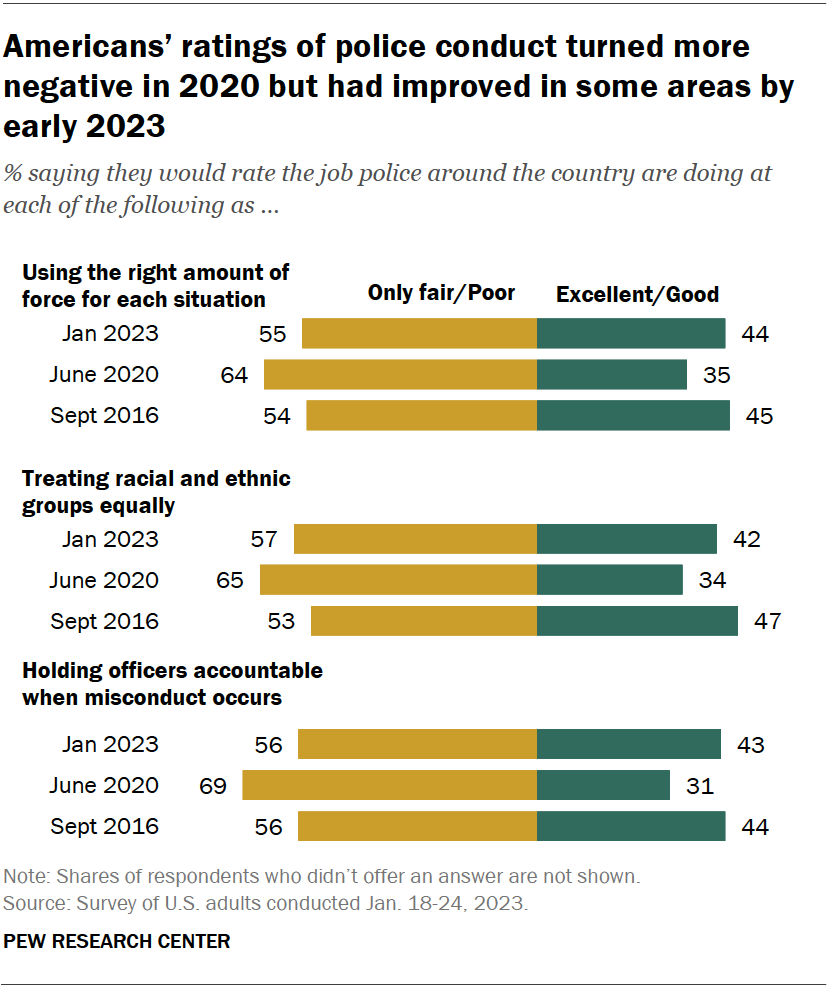 Americans’ ratings of police conduct turned more
negative in 2020 but had improved in some areas by
early 2023
% saying they would rate the job police around the country are doing at
each of the following as ...
Using the right amount of
force for each situation
Only fair/Poor Excellent/Good
Jan 2023 55 44
June 2020 64 35
Sept 2016 54 45
Treating racial and ethnic
groups equally
Jan 2023 57 42
June 2020 65 34
Sept 2016 53 47
Holding officers accountable
when misconduct occurs
Jan 2023 56 43
June 2020 69 31
Sept 2016 56 44
Note: Shares of respondents who didn’t offer an answer are not shown.
Source: Survey of U.S. adults conducted Jan. 18-24, 2023.
PEW RESEARCH CENTER